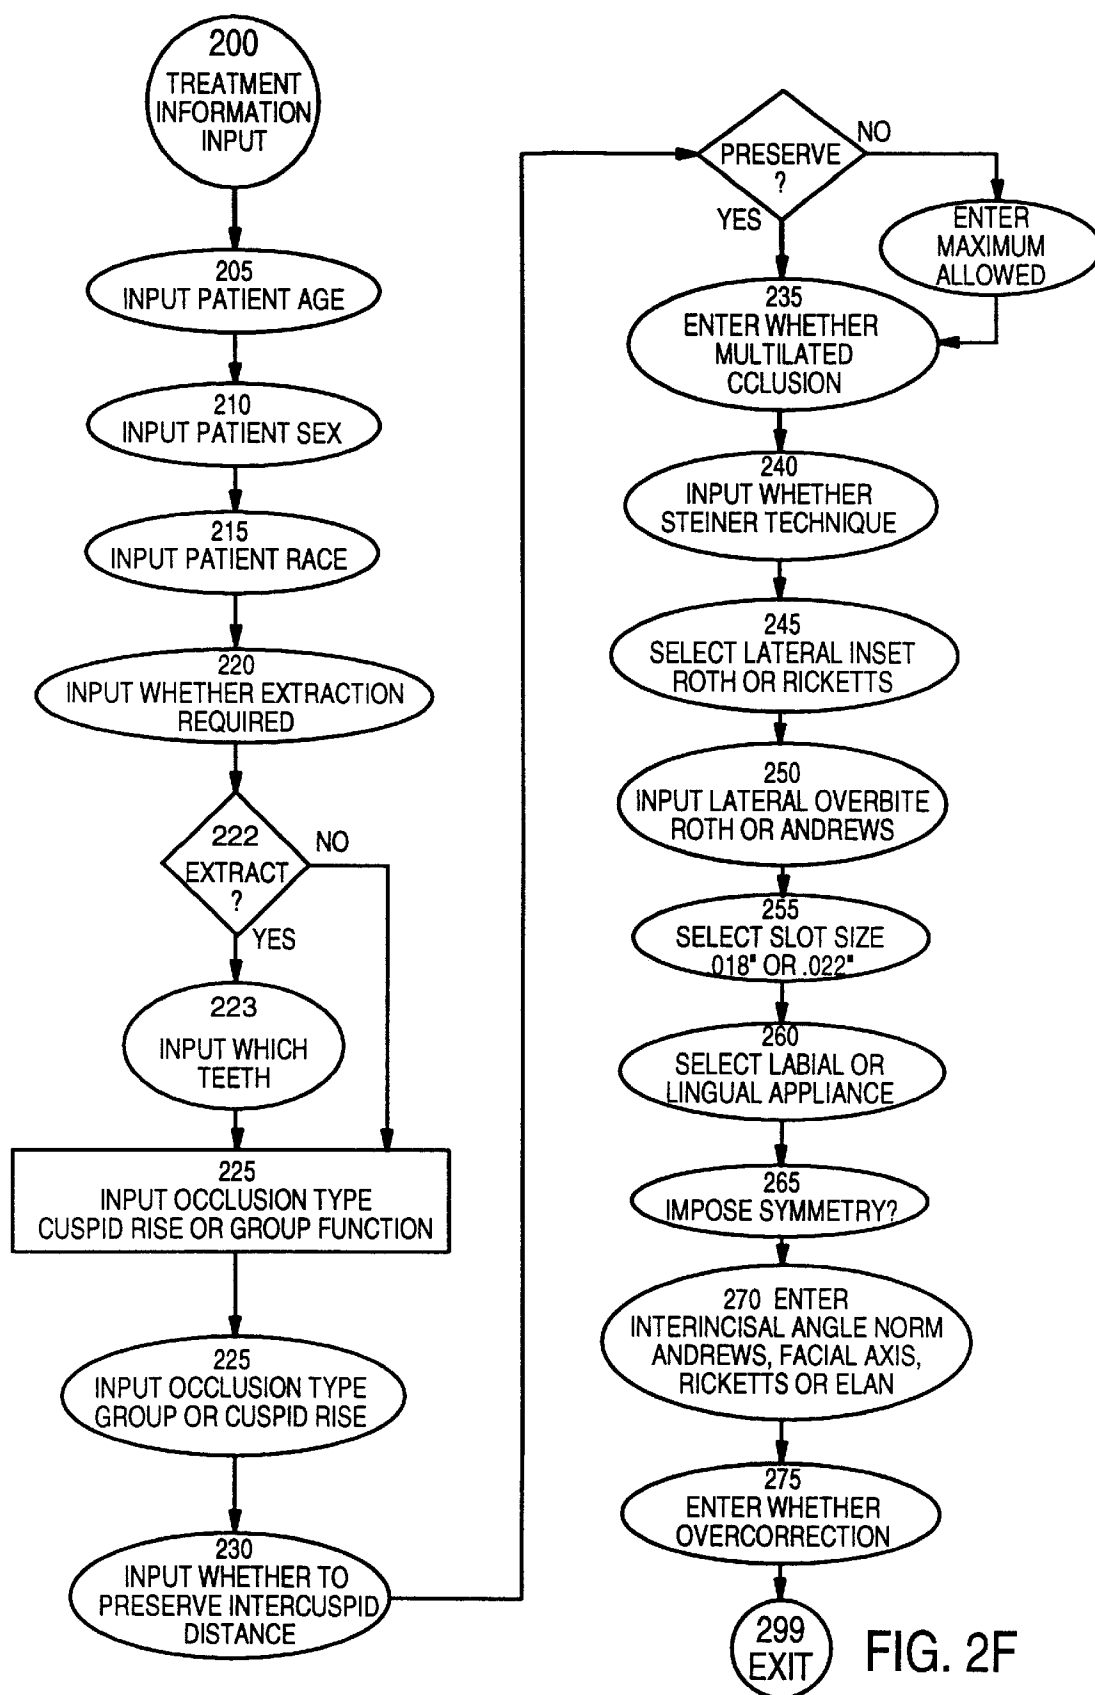 200
TREATMENT
INFORMATION
INPUT
205
INPUT PATIENT AGE
210
INPUT PATIENT SEX
215
INPUT PATIENT RACE
220
INPUT WHETHER EXTRACTION
REQUIRED
222
EXTRACT
?
NO
YES
223
INPUT WHICH
TEETH
225
INPUT OCCLUSION TYPE
CUSPID RISE OR GROUP FUNCTION
225
INPUT OCCLUSION TYPE
GROUP OR CUSPID RISE
230
INPUT WHETHER TO
PRESERVE INTERCUSPID
DISTANCE
PRESERVE
?
NO
YES
ENTER
MAXIMUM
ALLOWED
235
ENTER WHETHER
MULTILATED
CCLUSION
240
INPUT WHETHER
STEINER TECHNIQUE
245
SELECT LATERAL INSET
ROTH OR RICKETTS
250
INPUT LATERAL OVERBITE
ROTH OR ANDREWS
255
SELECT SLOT SIZE
.018" OR .022"
260
SELECT LABIAL OR
LINGUAL APPLIANCE
265
IMPOSE SYMMETRY?
270 ENTER
INTERINCISAL ANGLE NORM
ANDREWS, FACIAL AXIS,
RICKETTS OR ELAN
275
ENTER WHETHER
OVERCORRECTION
299
EXIT
FIG. 2F